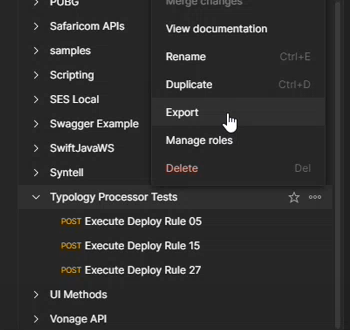 PUBG
Safaricom APIs
samples
Scripting
SES Local
Swagger Example
SwiftJavaWS
Syntell
Typology Processor Tests
POST Execute Deploy Rule 05
POST Execute Deploy Rule 15
POST Execute Deploy Rule 27
UI Methods
Vonage API
Merge changes
View documentation
Rename Ctrl+E
Duplicate Ctrl+D
Export
Manage roles
Delete Del